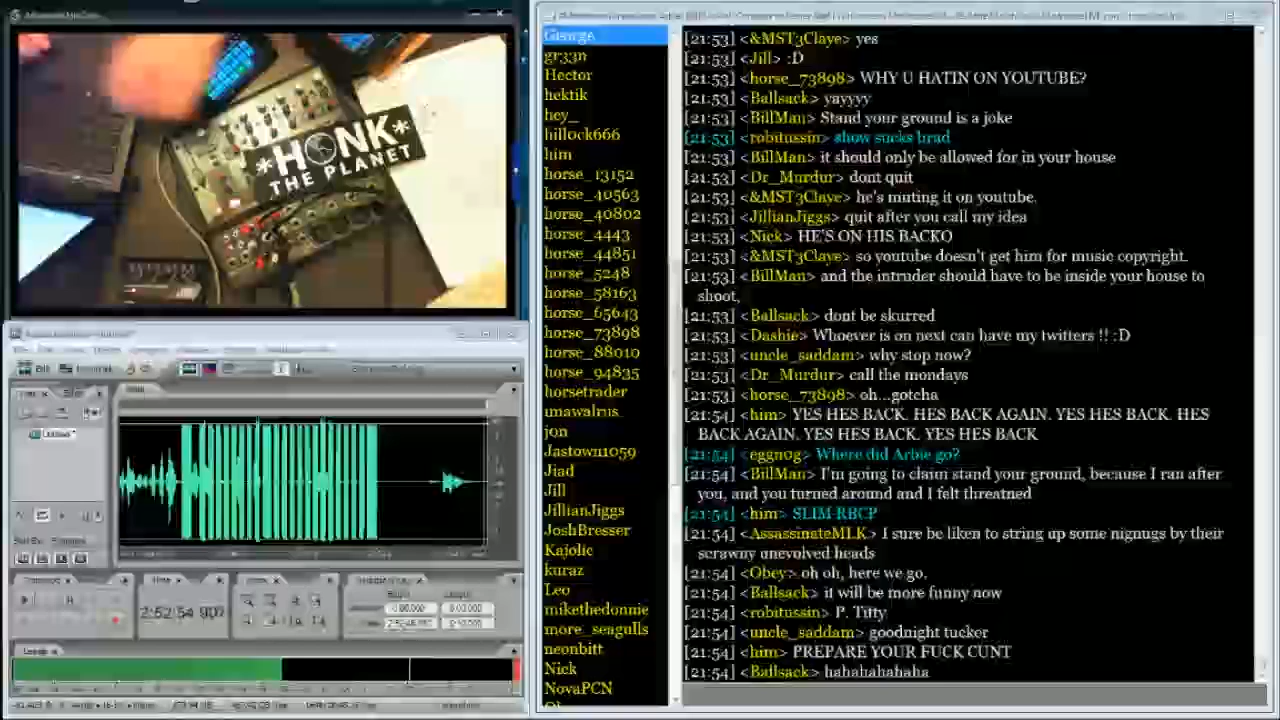 *HONK*
THE PLANET
Edit
2:52:54.907
George
gr33n
Hector
hektik
hey_
hillock666
him
horse_13152
horse_40563
horse_40802
horse_4443
horse_44851
horse_5248
horse_58163
horse_65643
horse_73898
horse_88010
horse_94835
horsetrader
imawalrus
jon
Jastown1059
Jiad
Jill
JillianJiggs
JoshBresser
Kajolic
kuraz
Leo
mikethedonnie
more_seagulls
neonbitt
Nick
NovaPCN
[21:53] <&MST3Claye> yes
[21:53] <Jill> :D
[21:53] <horse_73898> WHY U HATIN ON YOUTUBE?
[21:53] <Ballsack> yayyyy
[21:53] <BillMan> Stand your ground is a joke
[21:53] <robitussin> show sucks brad
[21:53] <BillMan> it should only be allowed for in your house
[21:53] <Dr_Murdur> dont quit
[21:53] <&MST3Claye> he's muting it on youtube.
[21:53] <JillianJiggs> quit after you call my idea
[21:53] <Nick> HE'S ON HIS BACKO
[21:53] <&MST3Claye> so youtube doesn't get him for music copyright.
[21:53] <BillMan> and the intruder should have to be inside your house to
shoot,
[21:53] <Ballsack> dont be skurred
[21:53] <Dashie> Whoever is on next can have my twitters !! :D
[21:53] <uncle_saddam> why stop now?
[21:53] <Dr_Murdur> call the mondays
[21:53] <horse_73898> oh...gotcha
[21:54] <him> YES HES BACK. HES BACK AGAIN. YES HES BACK. HES
BACK AGAIN. YES HES BACK. YES HES BACK
[21:54] <eggnog> Where did Arbie go?
[21:54] <BillMan> I'm going to claim stand your ground, because I ran after
you, and you turned around and I felt threatned
[21:54] <him> SLIM RBCP
[21:54] <AssassinateMLK> I sure be liken to string up some nignugs by their
scrawny unevolved heads
[21:54] <Obey> oh oh, here we go.
[21:54] <Ballsack> it will be more funny now
[21:54] <robitussin> P. Titty
[21:54] <uncle_saddam> goodnight tucker
[21:54] <him> PREPARE YOUR FUCK CUNT
[21:54] <Ballsack> hahahahahaha